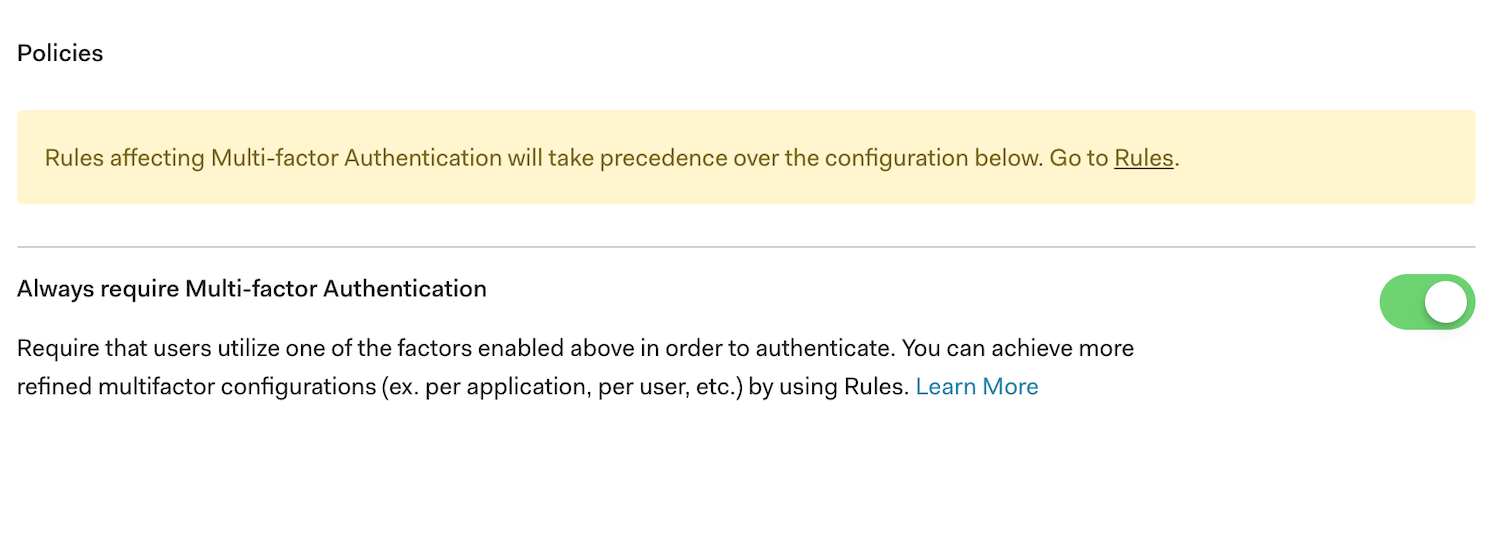 Policies
Rules affecting Multi-factor Authentication will take precedence over the configuration below. Go to Rules.
Always require Multi-factor Authentication
Require that users utilize one of the factors enabled above in order to authenticate. You can achieve more
refined multifactor configurations (ex. per application, per user, etc.) by using Rules. Learn More